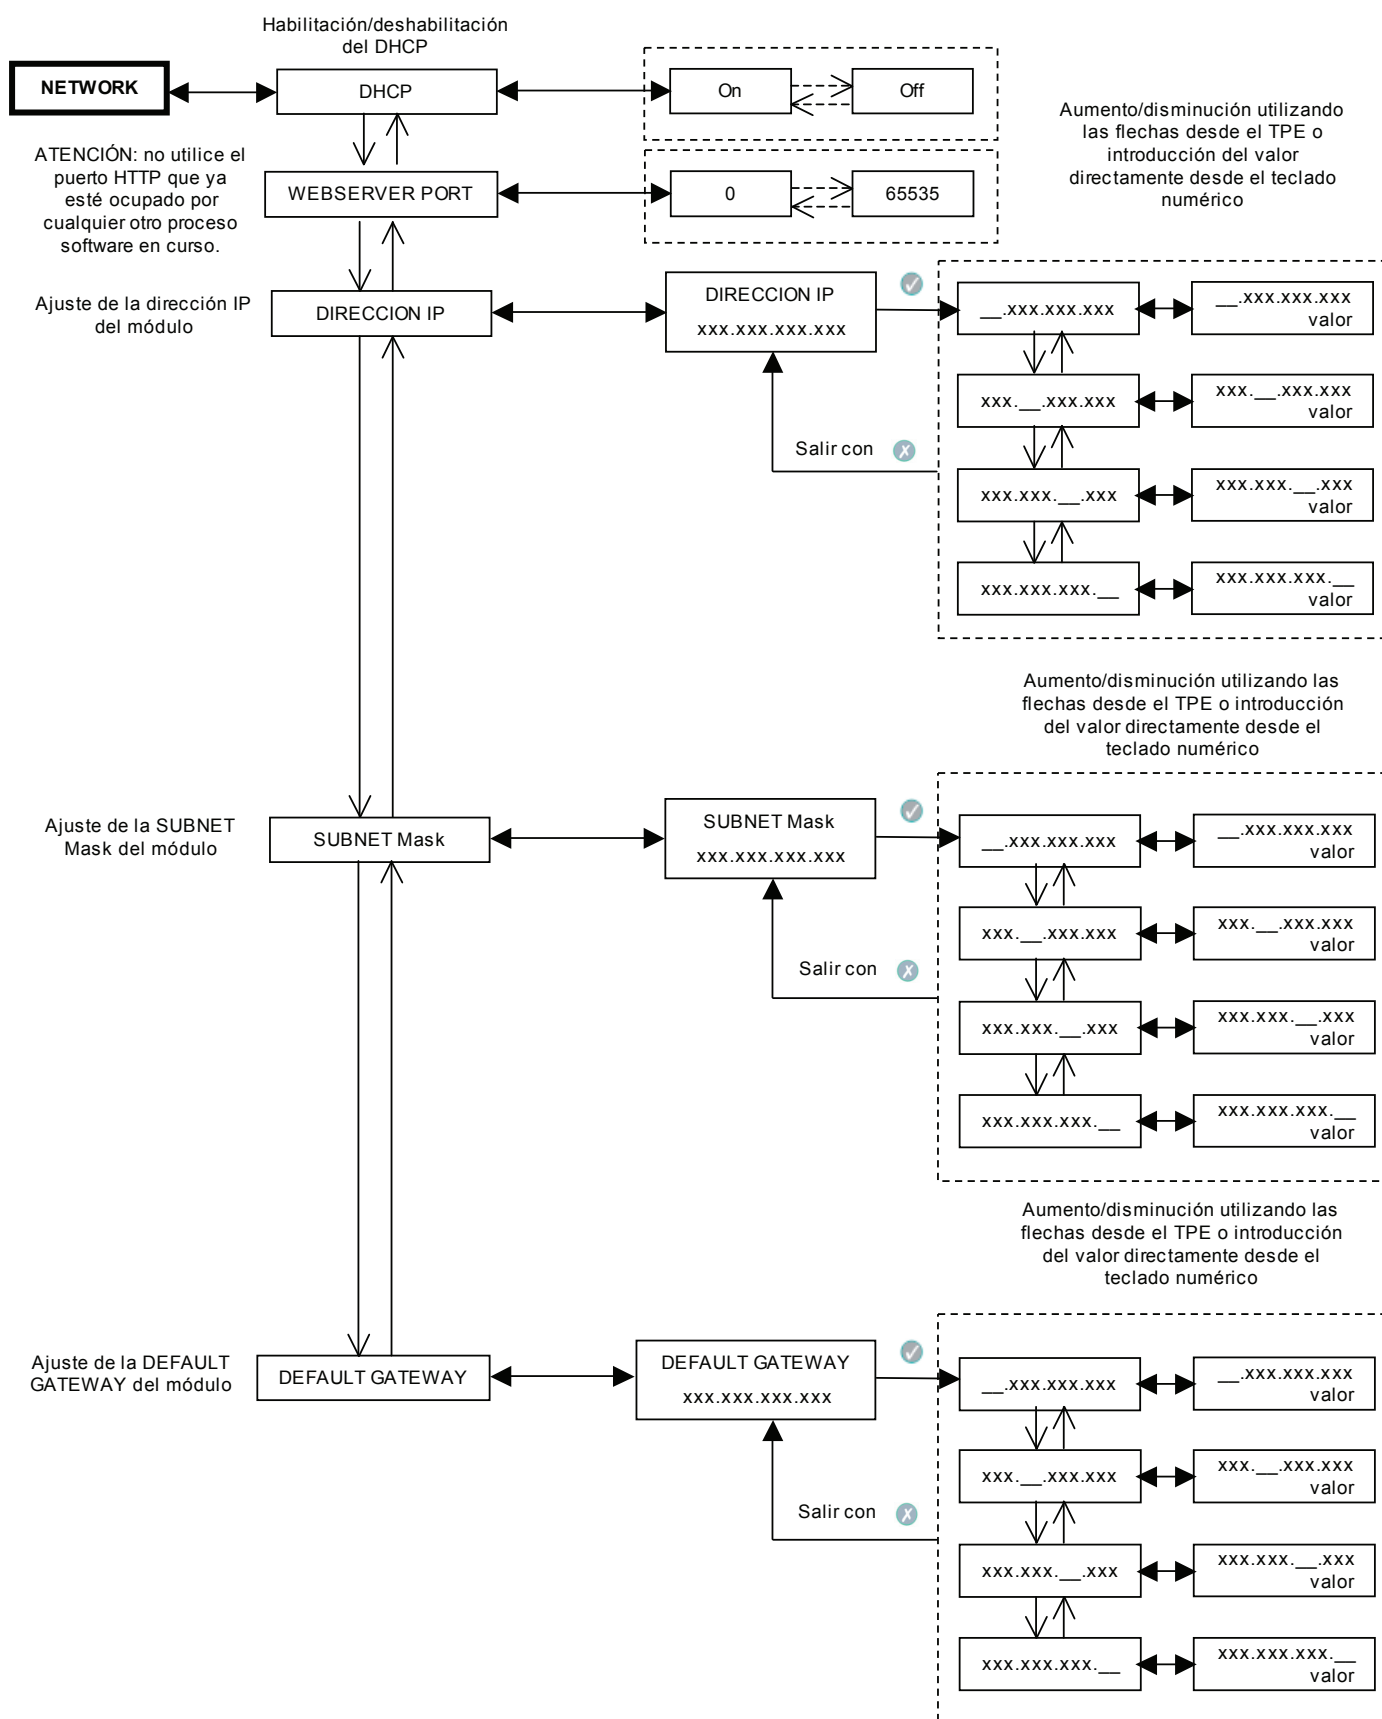 Habilitación/deshabilitación
del DHCP
NETWORK
DHCP
On
Off
Aumento/disminución utilizando
las flechas desde el TPE o
introducción del valor
directamente desde el teclado
numérico
ATENCIÓN: no utilice el
puerto HTTP que ya
esté ocupado por
cualquier otro proceso
software en curso.
WEBSERVER PORT
0
65535
Ajuste de la dirección IP
del módulo
DIRECCION IP
DIRECCION IP
xxx.xxx.xxx.xxx
__.xxx.xxx.xxx
__.xxx.xxx.xxx
valor
xxx.__.xxx.xxx
xxx.__.xxx.xxx
valor
Salir con
xxx.xxx.__.xxx
xxx.xxx.__.xxx
valor
xxx.xxx.xxx.__
xxx.xxx.xxx.__
valor
Aumento/disminución utilizando las
flechas desde el TPE o introducción
del valor directamente desde el
teclado numérico
Ajuste de la SUBNET
Mask del módulo
SUBNET Mask
SUBNET Mask
xxx.xxx.xxx.xxx
__.xxx.xxx.xxx
__.xxx.xxx.xxx
valor
xxx.__.xxx.xxx
xxx.__.xxx.xxx
valor
Salir con
xxx.xxx.__.xxx
xxx.xxx.__.xxx
valor
xxx.xxx.xxx.__
xxx.xxx.xxx.__
valor
Aumento/disminución utilizando las
flechas desde el TPE o introducción
del valor directamente desde el
teclado numérico
Ajuste de la DEFAULT
GATEWAY del módulo
DEFAULT GATEWAY
DEFAULT GATEWAY
xxx.xxx.xxx.xxx
__.xxx.xxx.xxx
__.xxx.xxx.xxx
valor
xxx.__.xxx.xxx
xxx.__.xxx.xxx
valor
Salir con
xxx.xxx.__.xxx
xxx.xxx.__.xxx
valor
xxx.xxx.xxx.__
xxx.xxx.xxx.__
valor